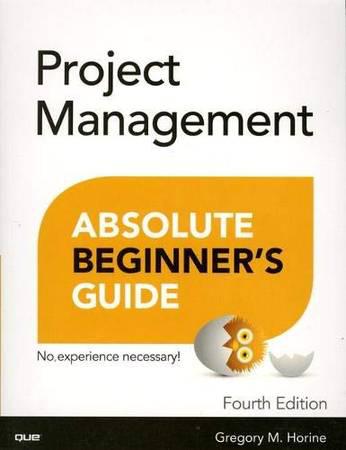 Project
Management
ABSOLUTE
BEGINNER'S
GUIDE
No experience necessary!
Fourth Edition
que
Gregory M. Horine